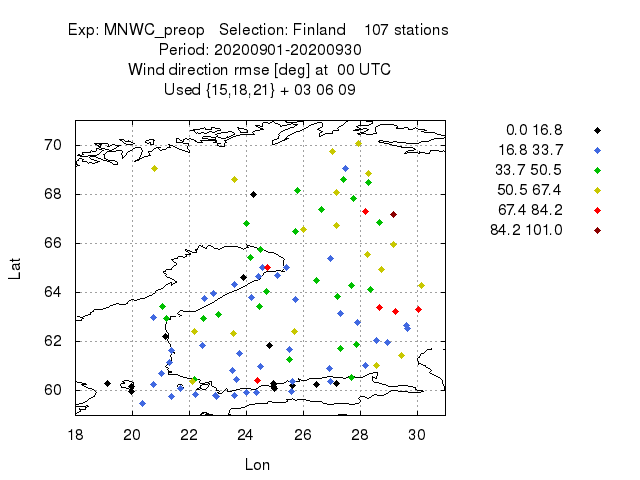 Exp: MNWC_preop   Selection: Finland    107 stations
Period: 20200901-20200930
Wind direction rmse [deg] at  00 UTC
Used {15,18,21} + 03 06 09
0.0 16.8
16.8 33.7
33.7 50.5
50.5 67.4
67.4 84.2
84.2 101.0
70
68
66
64
62
60
Lat
18 20 22 24 26 28 30
Lon